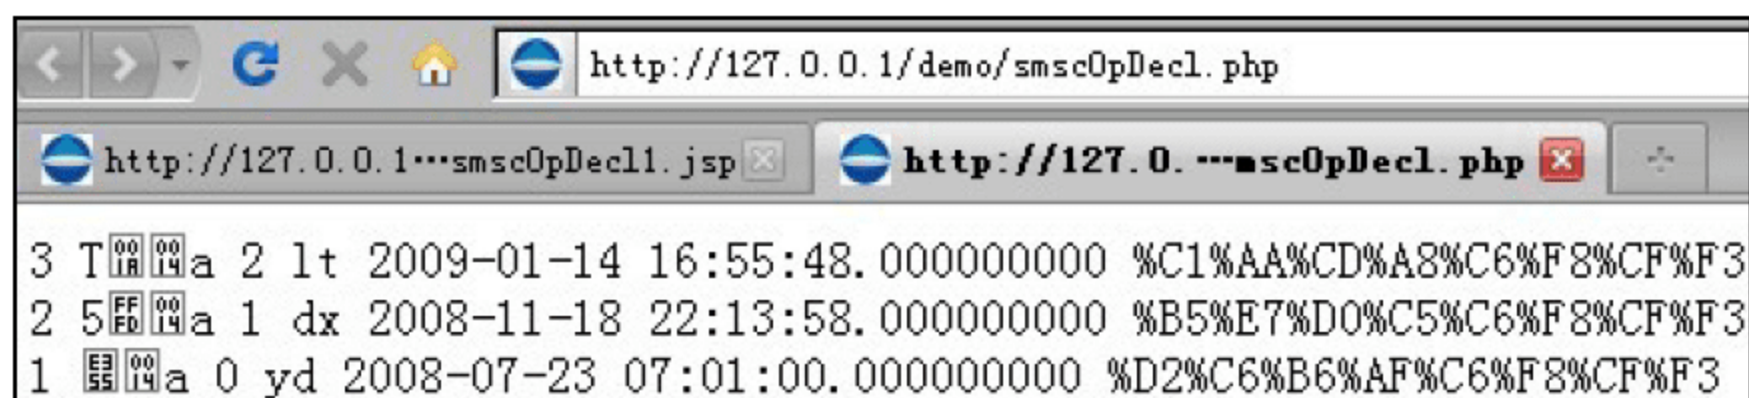 http://127.0.0.1/demo/smscOpDecl.php
http://127.0.0.1…smscOpDecl1.jsp http://127.0.…mscOpDecl.php
3 T a 2 lt 2009-01-14 16:55:48.000000000 %C1%AA%CD%A8%C6%F8%CF%F3
2 5 a 1 dx 2008-11-18 22:13:58.000000000 %B5%E7%D0%C5%C6%F8%CF%F3
1 a 0 yd 2008-07-23 07:01:00.000000000 %D2%C6%B6%AF%C6%F8%CF%F3